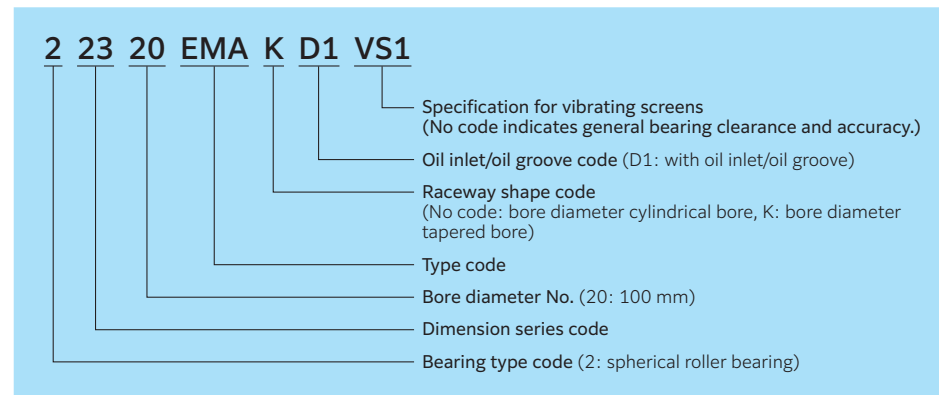 2 23 20 EMA K D1 VS1
Specification for vibrating screens
(No code indicates general bearing clearance and accuracy.)
Oil inlet/oil groove code (D1: with oil inlet/oil groove)
Raceway shape code
(No code: bore diameter cylindrical bore, K: bore diameter
tapered bore)
Type code
Bore diameter No. (20: 100 mm)
Dimension series code
Bearing type code (2: spherical roller bearing)